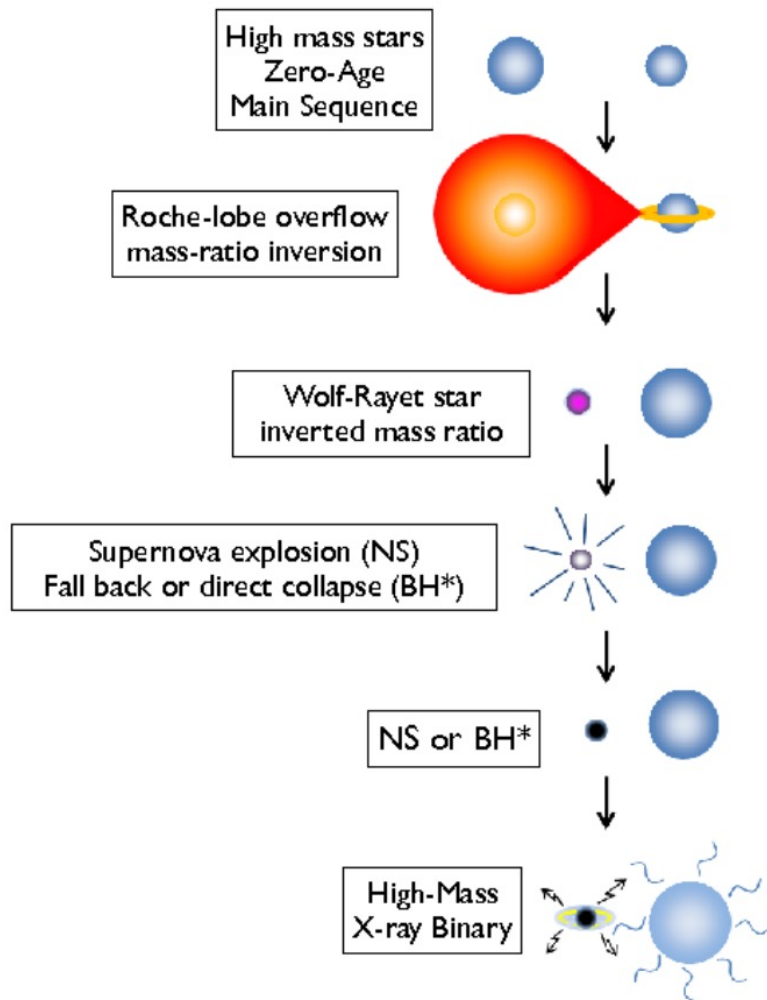 High mass stars
Zero-Age
Main Sequence
Roche-lobe overflow
mass-ratio inversion
Wolf-Rayet star
inverted mass ratio
Supernova explosion (NS)
Fall back or direct collapse (BH*)
NS or BH*
High-Mass
X-ray Binary